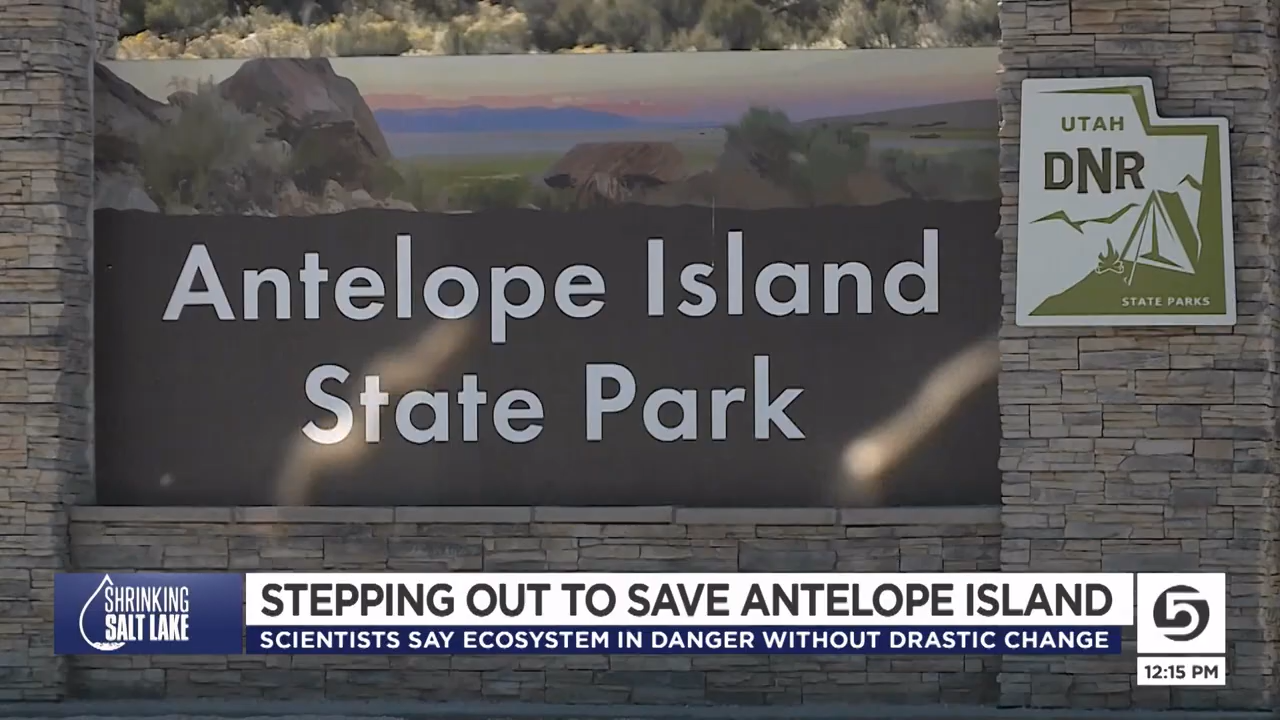 UTAH
DNR
STATE PARKS
Antelope Island
State Park
SHRINKING
SALT LAKE
STEPPING OUT TO SAVE ANTELOPE ISLAND
SCIENTISTS SAY ECOSYSTEM IN DANGER WITHOUT DRASTIC CHANGE
5
12:15 PM